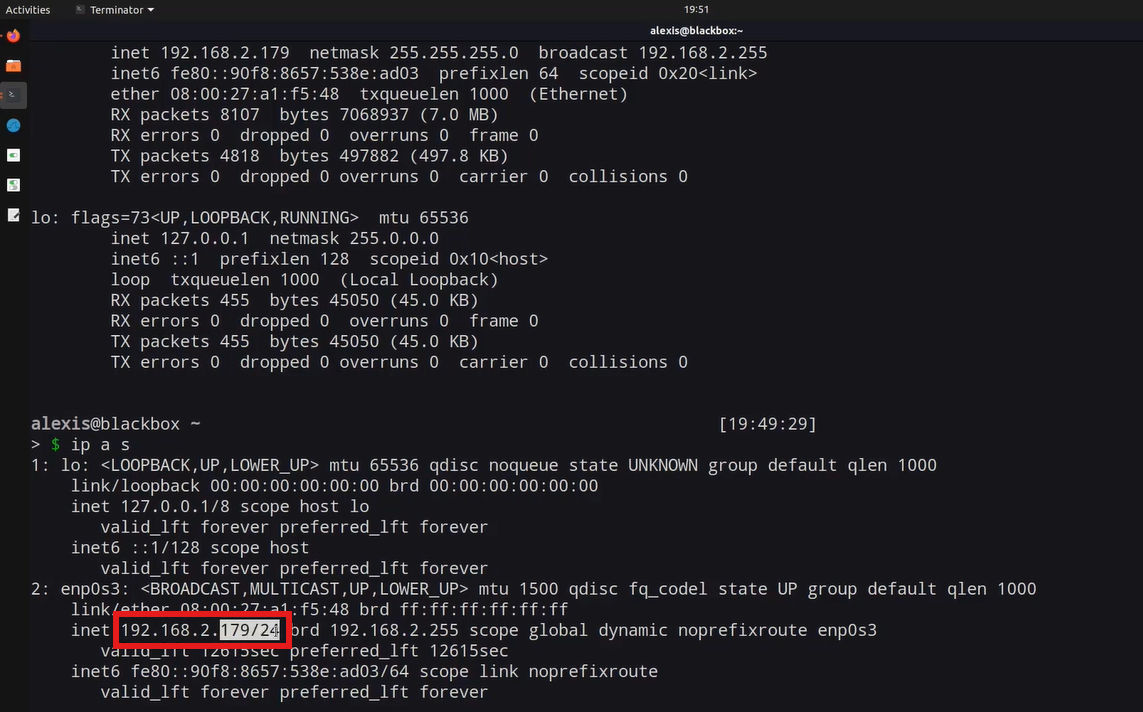 Activities
Terminator
19:51
alexis@blackbox:~
inet 192.168.2.179 netmask 255.255.255.0 broadcast 192.168.2.255
inet6 fe80::90f8:8657:538e:ad03 prefixlen 64 scopeid 0x20<link>
ether 08:00:27:a1:f5:48 txqueuelen 1000 (Ethernet)
RX packets 8107 bytes 7068937 (7.0 MB)
RX errors 0 dropped 0 overruns 0 frame 0
TX packets 4818 bytes 497882 (497.8 KB)
TX errors 0 dropped 0 overruns 0 carrier 0 collisions 0
lo: flags=73<UP,LOOPBACK,RUNNING> mtu 65536
inet 127.0.0.1 netmask 255.0.0.0
inet6 ::1 prefixlen 128 scopeid 0x10<host>
loop txqueuelen 1000 (Local Loopback)
RX packets 455 bytes 45050 (45.0 KB)
RX errors 0 dropped 0 overruns 0 frame 0
TX packets 455 bytes 45050 (45.0 KB)
TX errors 0 dropped 0 overruns 0 carrier 0 collisions 0
alexis@blackbox ~ [19:49:29]
> $ ip a s
1: lo: <LOOPBACK,UP,LOWER_UP> mtu 65536 qdisc noqueue state UNKNOWN group default qlen 1000
link/loopback 00:00:00:00:00:00 brd 00:00:00:00:00:00
inet 127.0.0.1/8 scope host lo
valid_lft forever preferred_lft forever
inet6 ::1/128 scope host
valid_lft forever preferred_lft forever
2: enp0s3: <BROADCAST,MULTICAST,UP,LOWER_UP> mtu 1500 qdisc fq_codel state UP group default qlen 1000
link/ether 08:00:27:a1:f5:48 brd ff:ff:ff:ff:ff:ff
inet 192.168.2.179/24 brd 192.168.2.255 scope global dynamic noprefixroute enp0s3
valid_lft 12615sec preferred_lft 12615sec
inet6 fe80::90f8:8657:538e:ad03/64 scope link noprefixroute
valid_lft forever preferred_lft forever